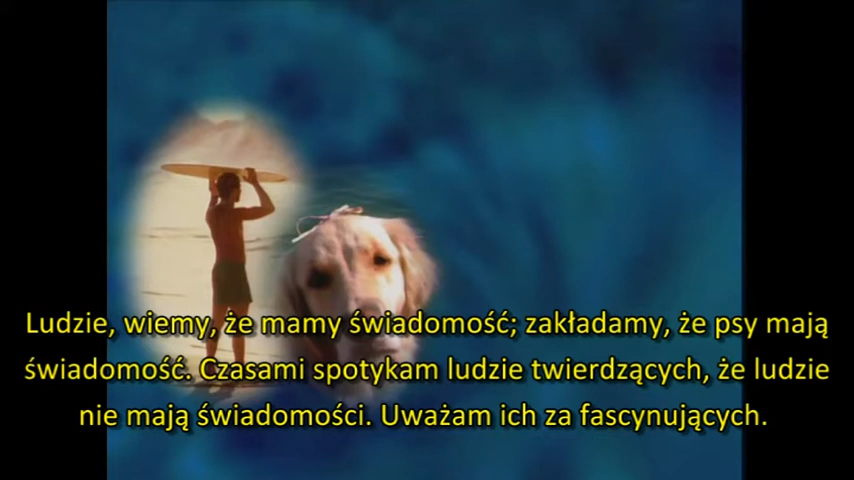 Ludzie, wiemy, że mamy świadomość; zakładamy, że psy mają
świadomość. Czasami spotykam ludzie twierdzących, że ludzie
nie mają świadomości. Uważam ich za fascynujących.